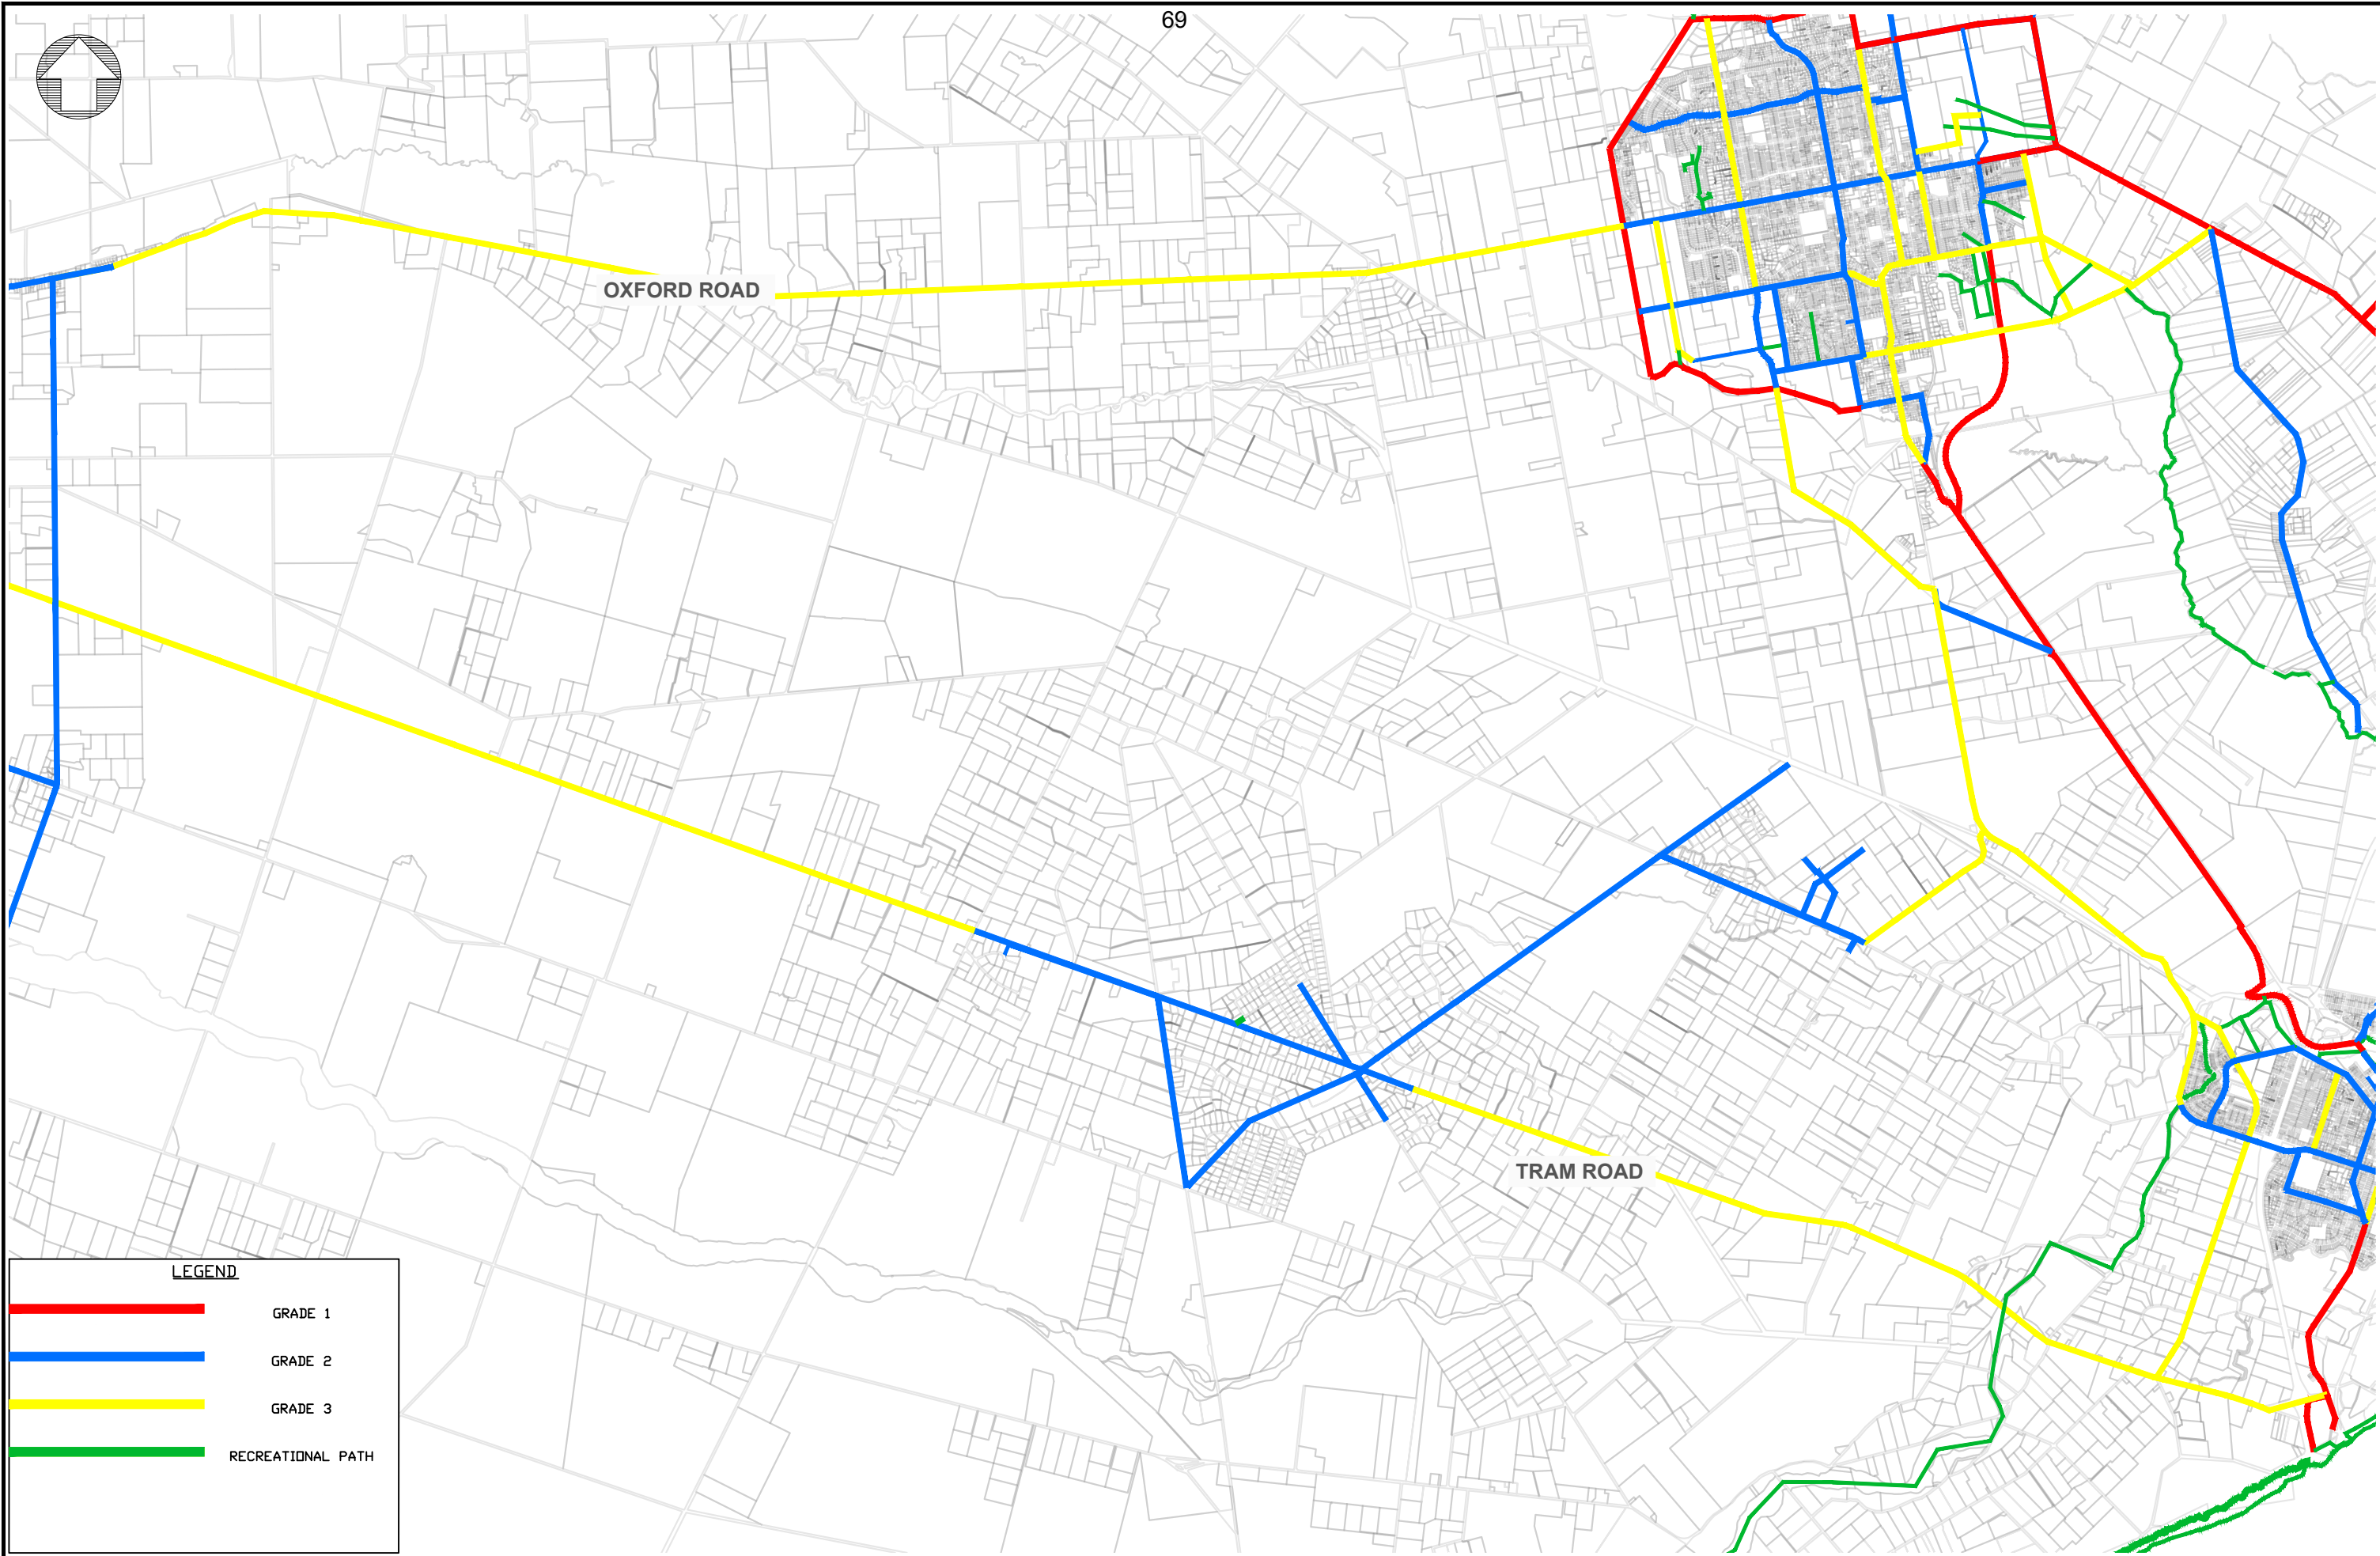 69
OXFORD ROAD
TRAM ROAD
LEGEND
GRADE 1
GRADE 2
GRADE 3
RECREATIONAL PATH